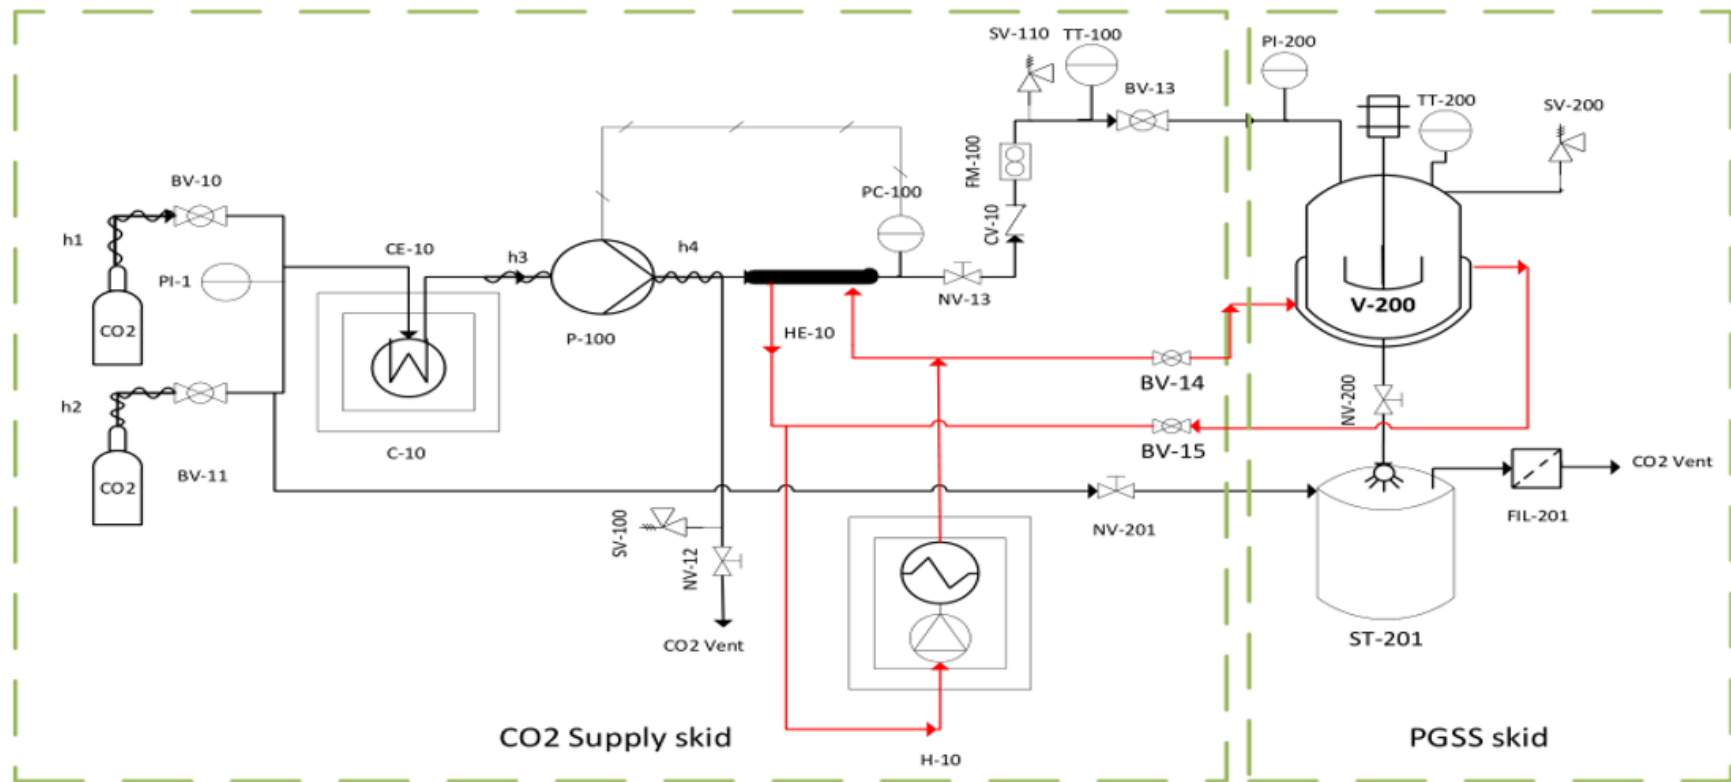 SV-110
TT-100
PI-200
BV-13
TT-200
SV-200
FM-100
BV-10
PC-100
CV-10
h1
CE-10
h3
h4
PI-1
NV-13
CO2
P-100
HE-10
V-200
BV-14
NV-200
h2
C-10
BV-15
BV-11
CO2
CO2 Vent
FIL-201
SV-100
NV-201
NV-12
CO2 Vent
ST-201
CO2 Supply skid
PGSS skid
H-10